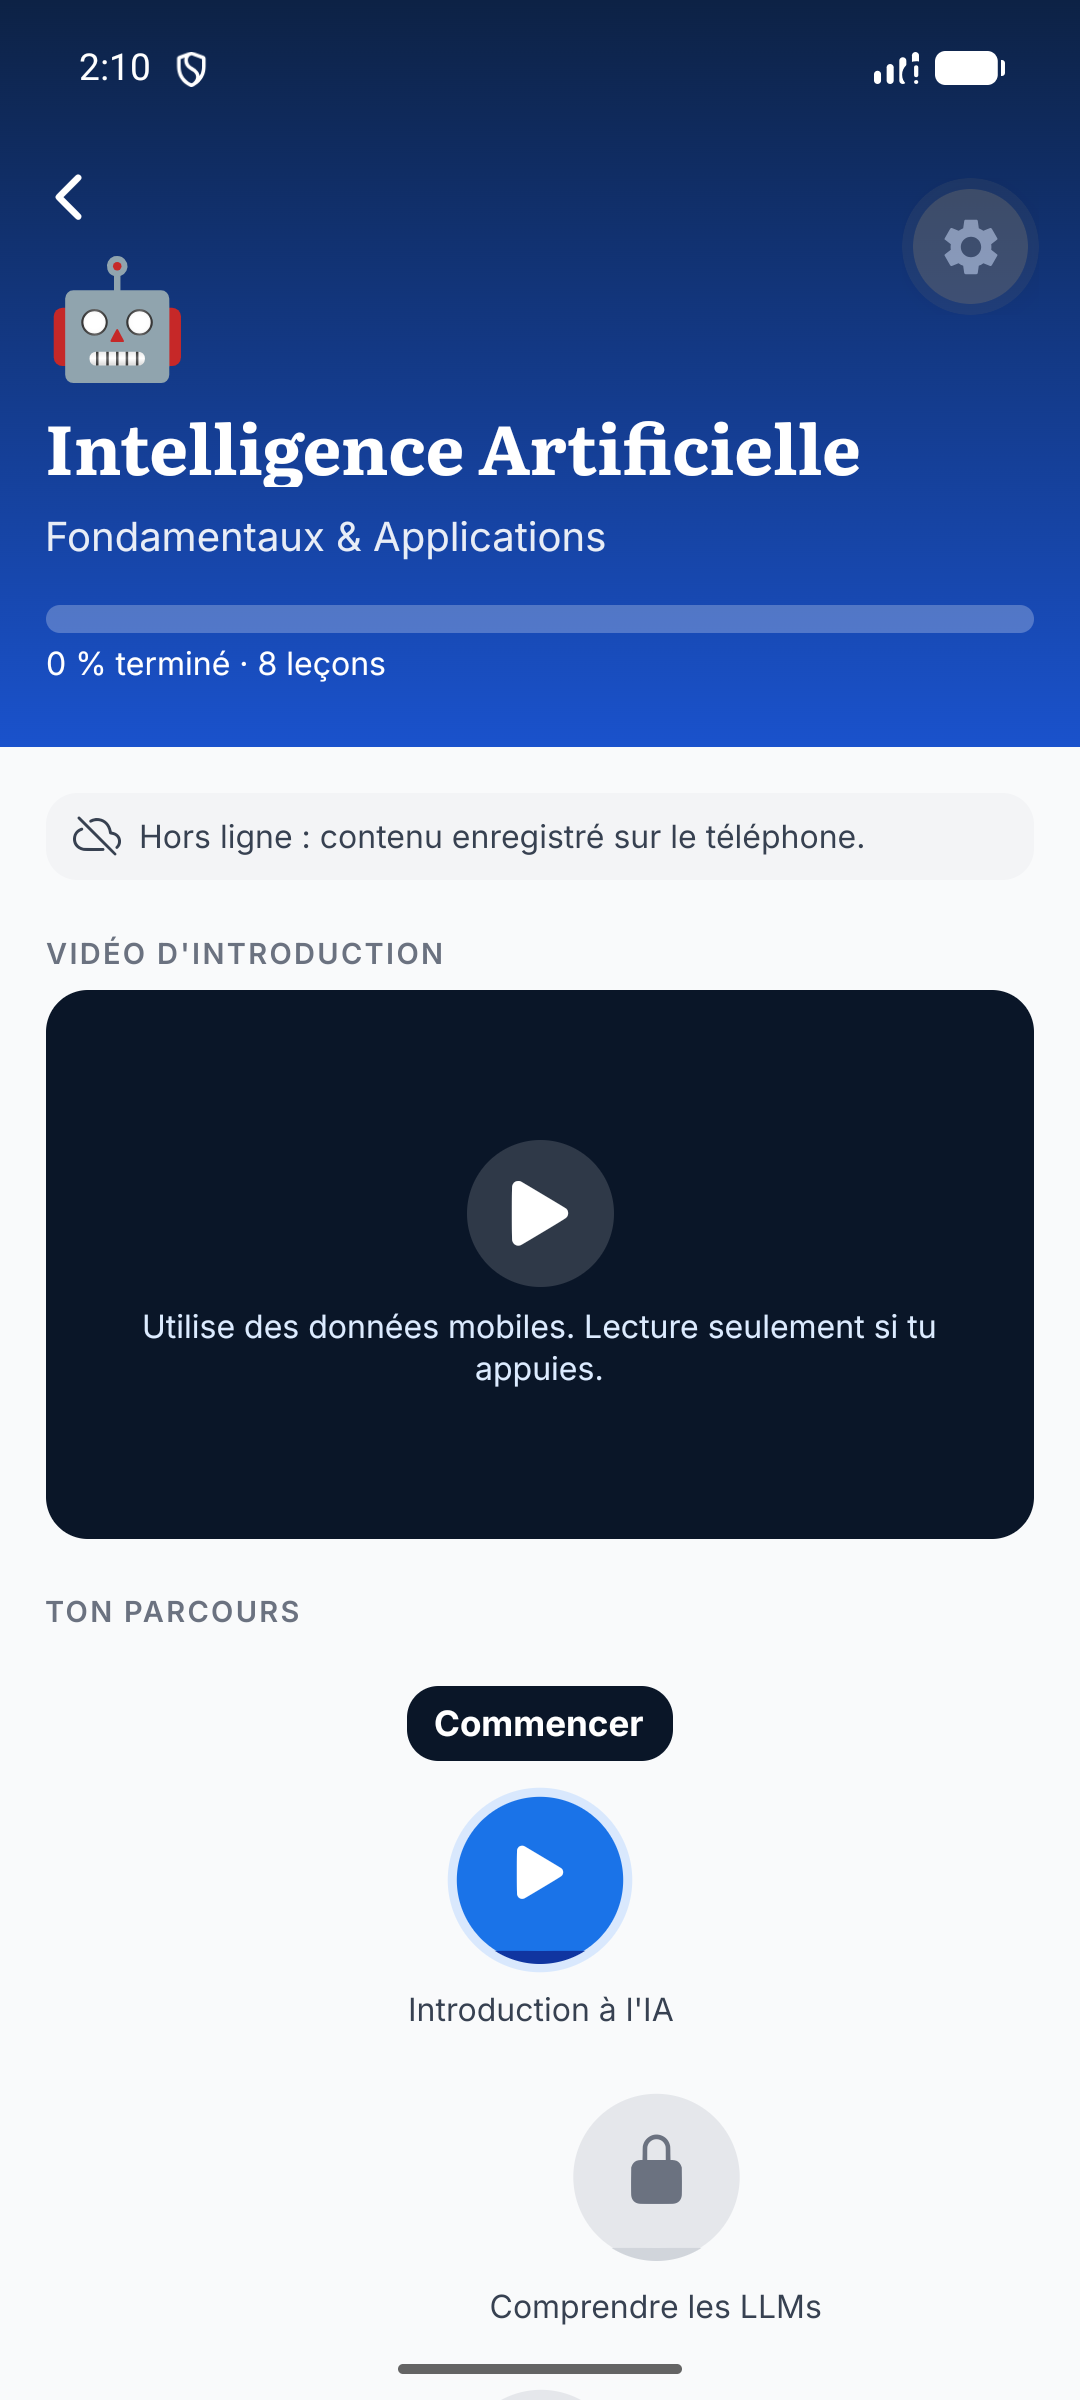 2:10
Intelligence Artificielle
Fondamentaux & Applications
0 % terminé · 8 leçons
Hors ligne : contenu enregistré sur le téléphone.
VIDÉO D'INTRODUCTION
Utilise des données mobiles. Lecture seulement si tu
appuies.
TON PARCOURS
Commencer
Introduction à l'IA
Comprendre les LLMs